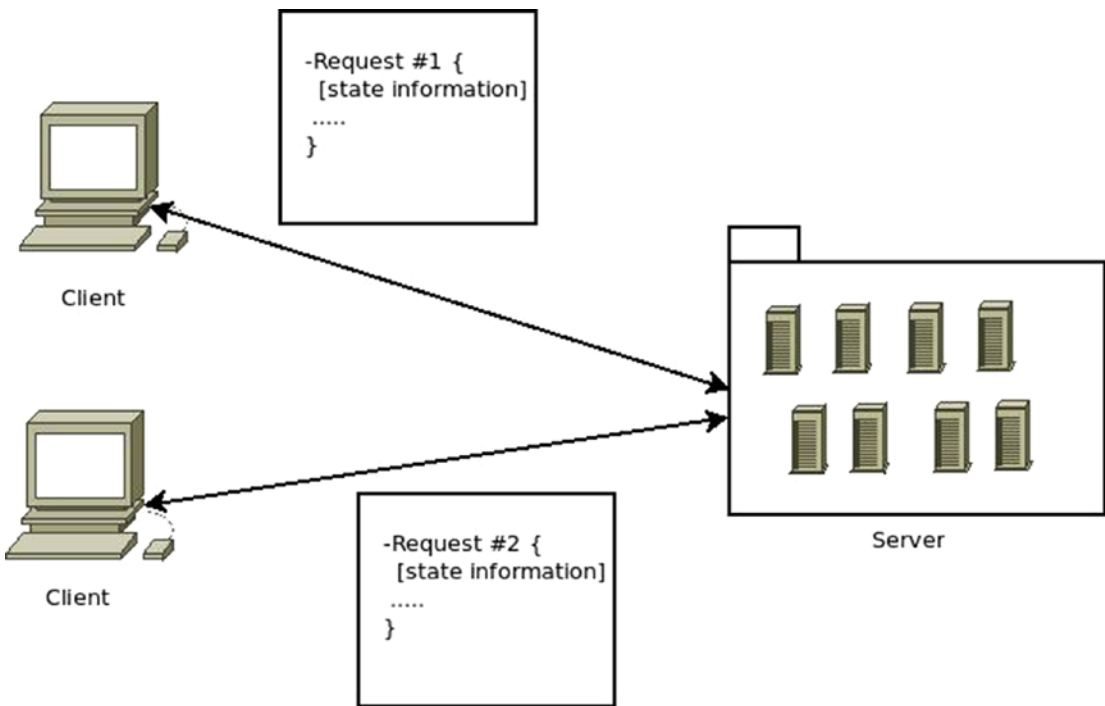 -Request #1 {
[state information]
.....
}
Client
Server
Client
-Request #2 {
[state information]
.....
}